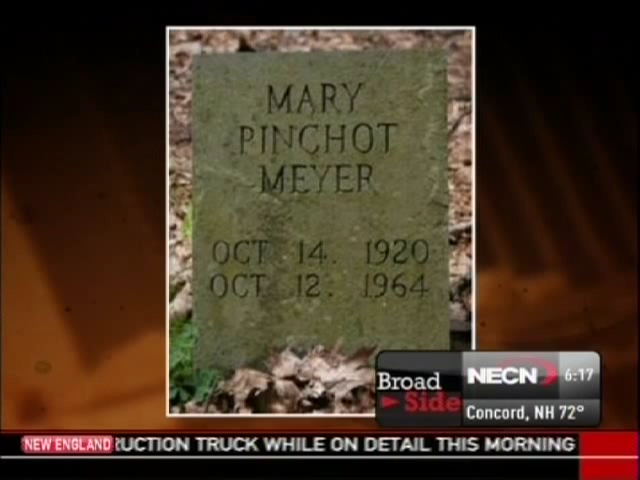 MARY
PINCHOT
MEYER
OCT 14. 1920
OCT 12. 1964
Broad
Side
NECN
6:17
Concord, NH 72°
NEW ENGLAND
RUCTION TRUCK WHILE ON DETAIL THIS MORNING